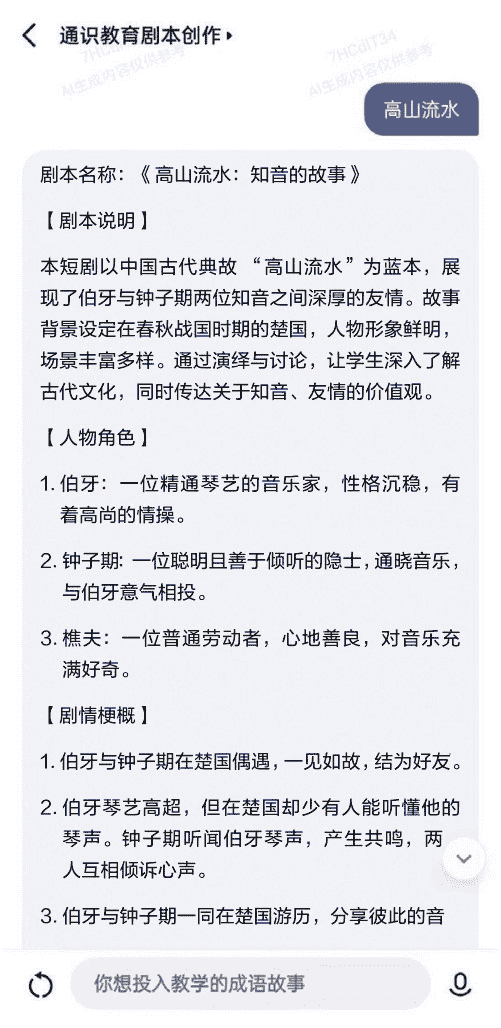 通识教育剧本创作
7HCdIT34
AI生成内容仅供参考
7HCdIT34
AI生成内容仅供参考
高山流水
剧本名称：《高山流水：知音的故事》
【剧本说明】
本短剧以中国古代典故“高山流水”为蓝本，展
现了伯牙与钟子期两位知音之间深厚的友情。故事
背景设定在春秋战国时期的楚国，人物形象鲜明，
场景丰富多样。通过演绎与讨论，让学生深入了解
古代文化，同时传达关于知音、友情的价值观。
【人物角色】
1. 伯牙：一位精通琴艺的音乐家，性格沉稳，有
着高尚的情操。
2. 钟子期：一位聪明且善于倾听的隐士，通晓音乐，
与伯牙意气相投。
3. 樵夫：一位普通劳动者，心地善良，对音乐充
满好奇。
【剧情梗概】
1. 伯牙与钟子期在楚国偶遇，一见如故，结为好友。
2. 伯牙琴艺高超，但在楚国却少有人能听懂他的
琴声。钟子期听闻伯牙琴声，产生共鸣，两
人互相倾诉心声。
3. 伯牙与钟子期一同在楚国游历，分享彼此的音
你想投入教学的成语故事